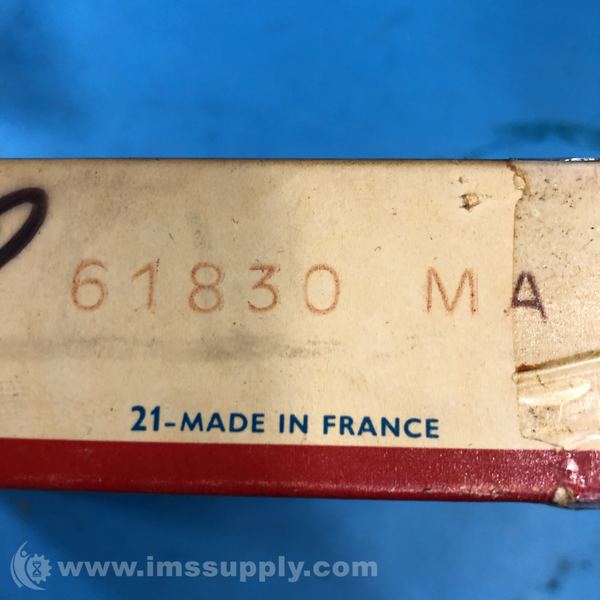 61830 MA
21-MADE IN FRANCE
www.imssupply.com